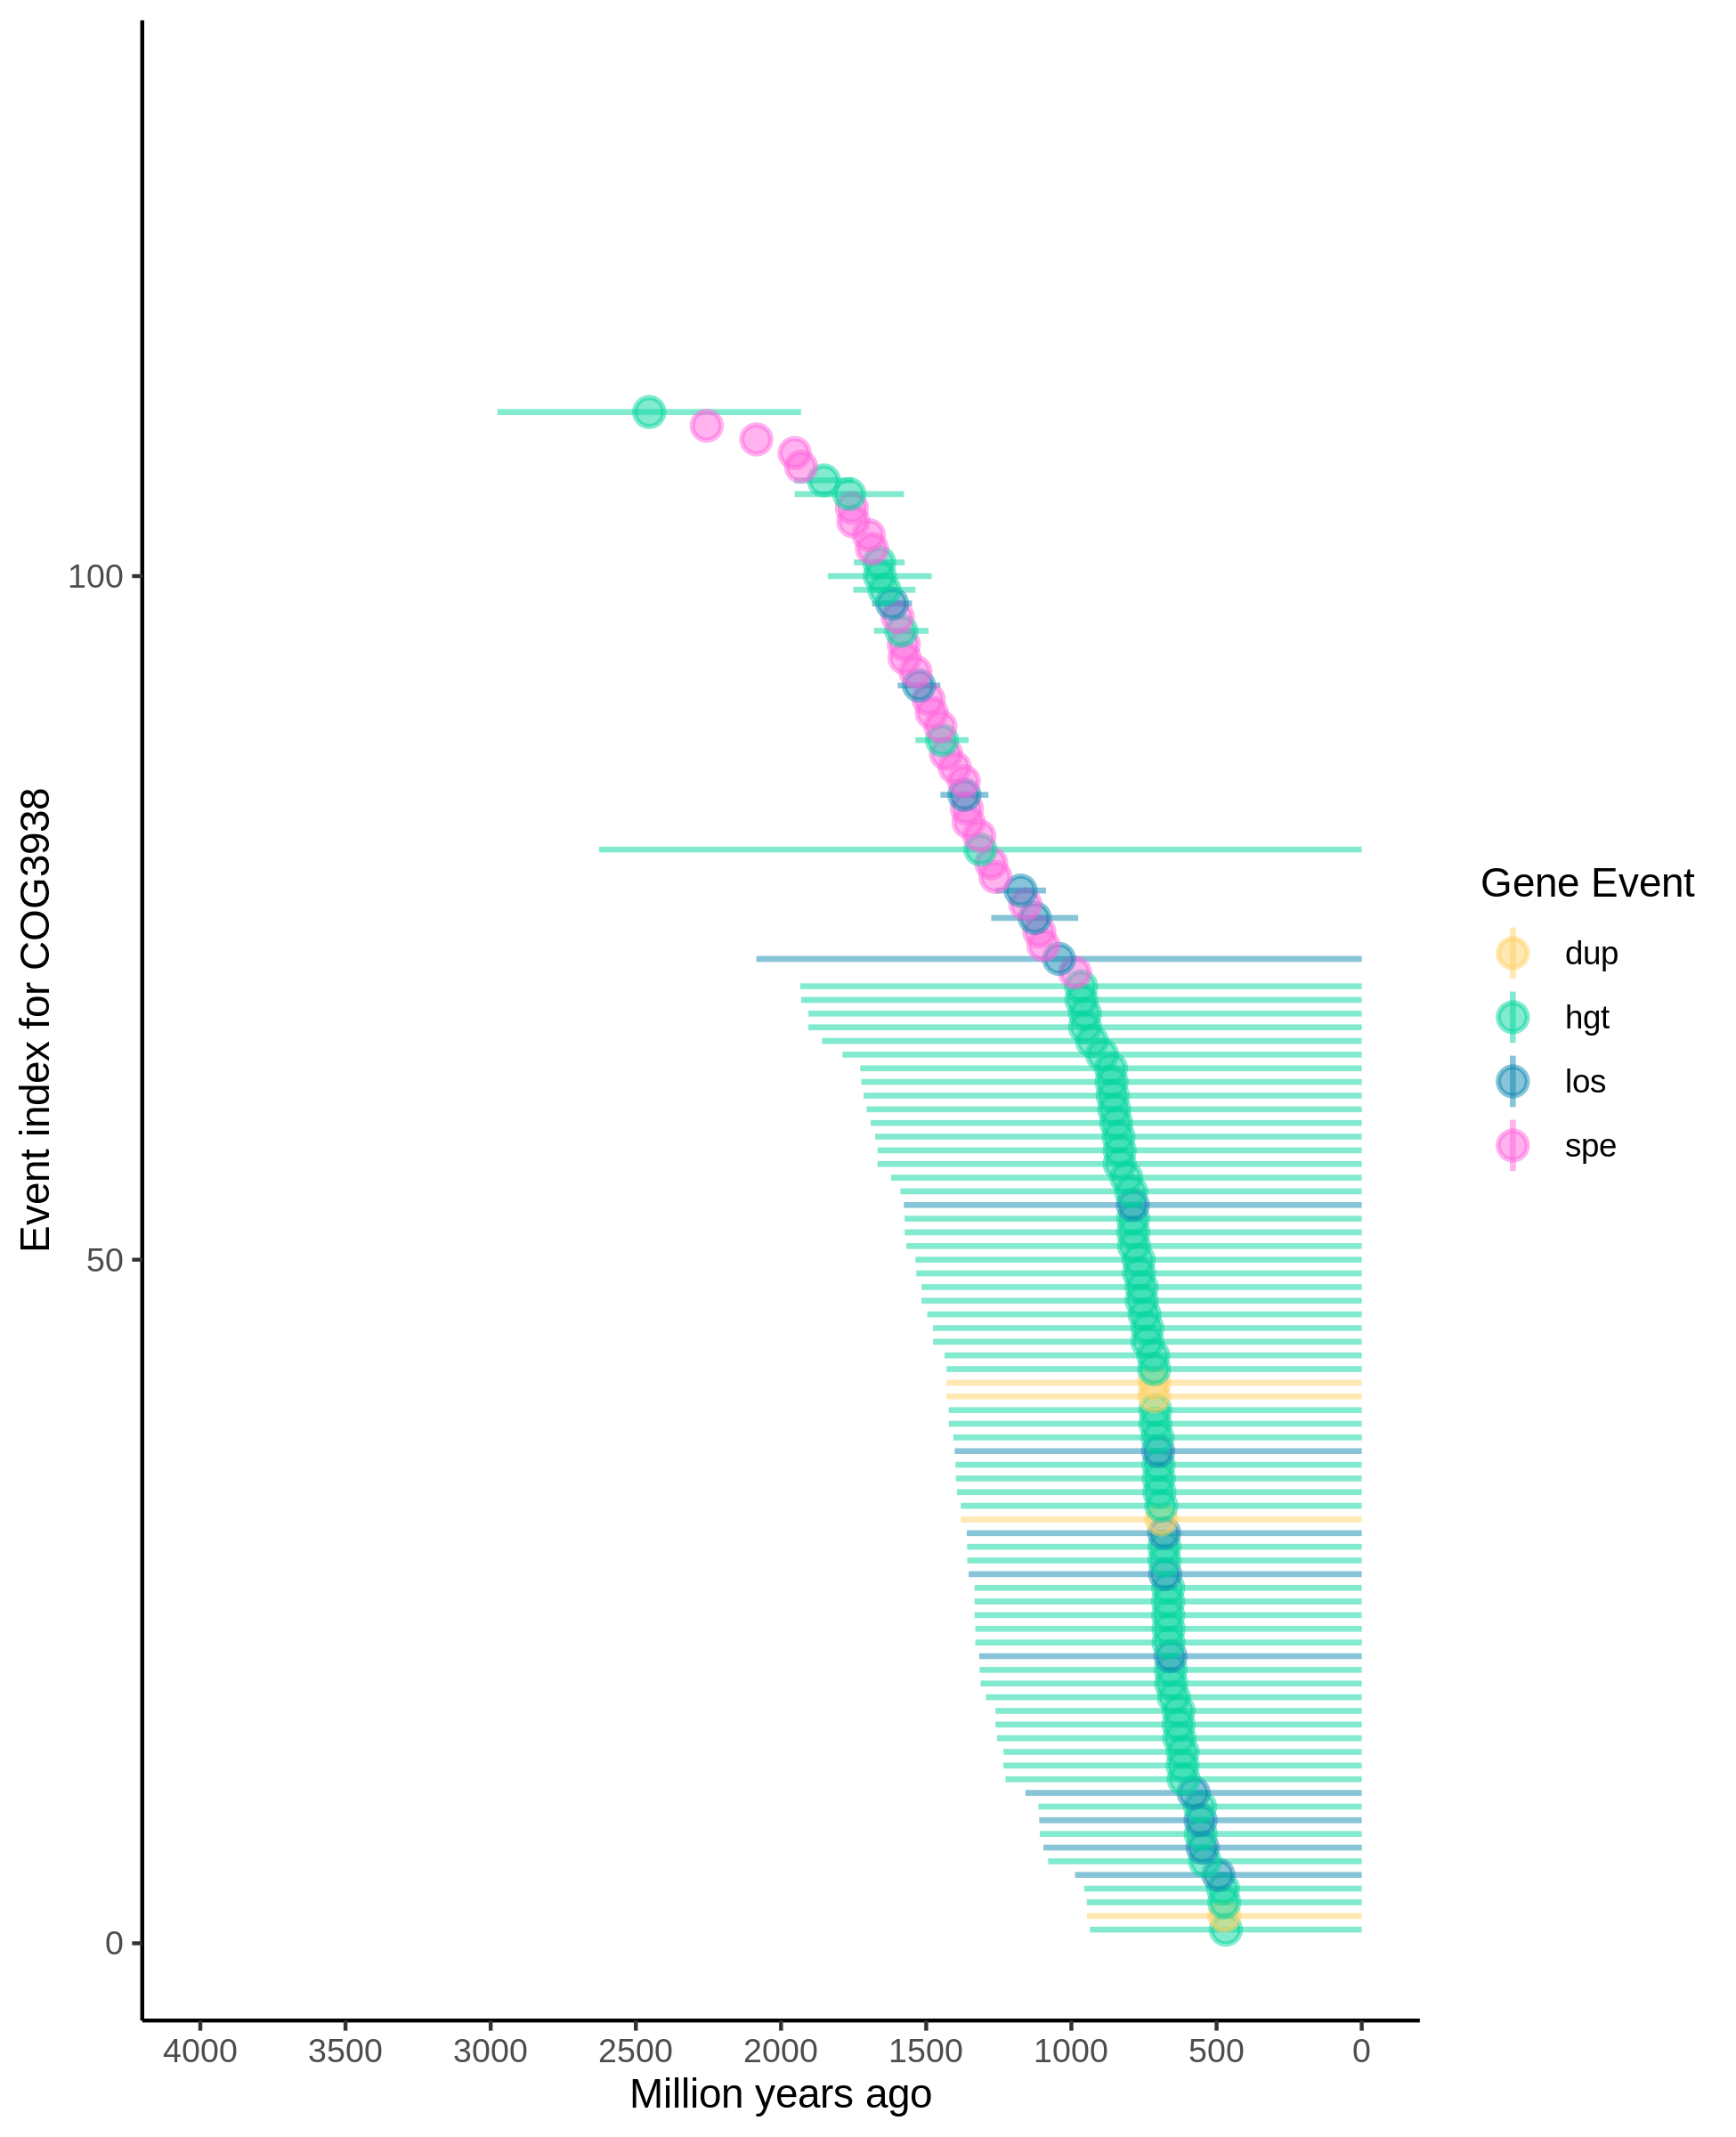 Event index for COG3938
100
50
0
4000 3500 3000 2500 2000 1500 1000 500 0
Million years ago
Gene Event
dup
hgt
los
spe